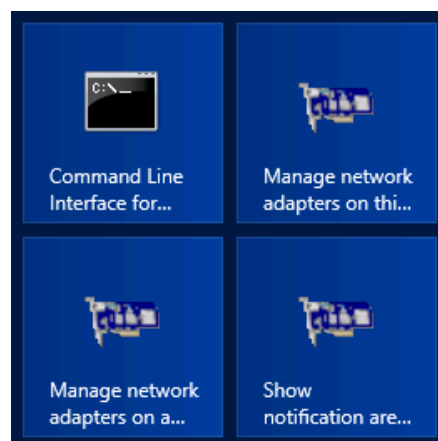 C:\_
Command Line
Interface for...
Manage network
adapters on thi...
Manage network
adapters on a...
Show
notification are...